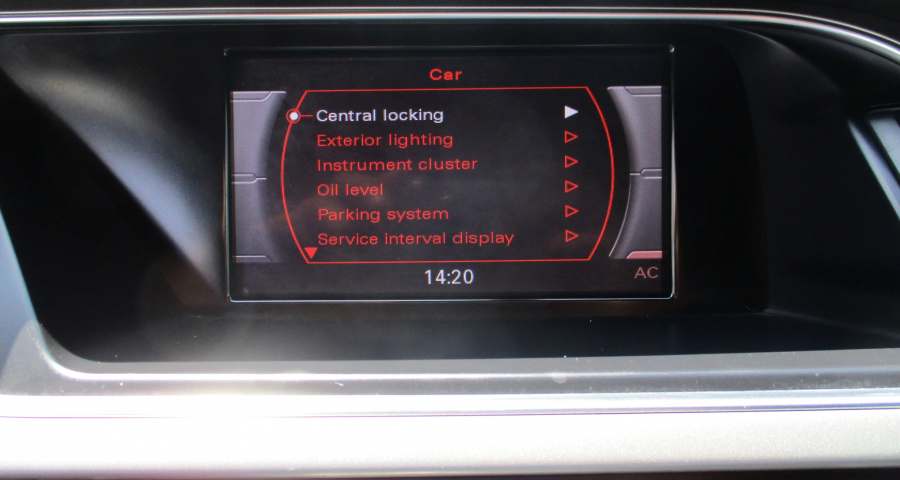 Car
Central locking
Exterior lighting
Instrument cluster
Oil level
Parking system
Service interval display
14:20
AC